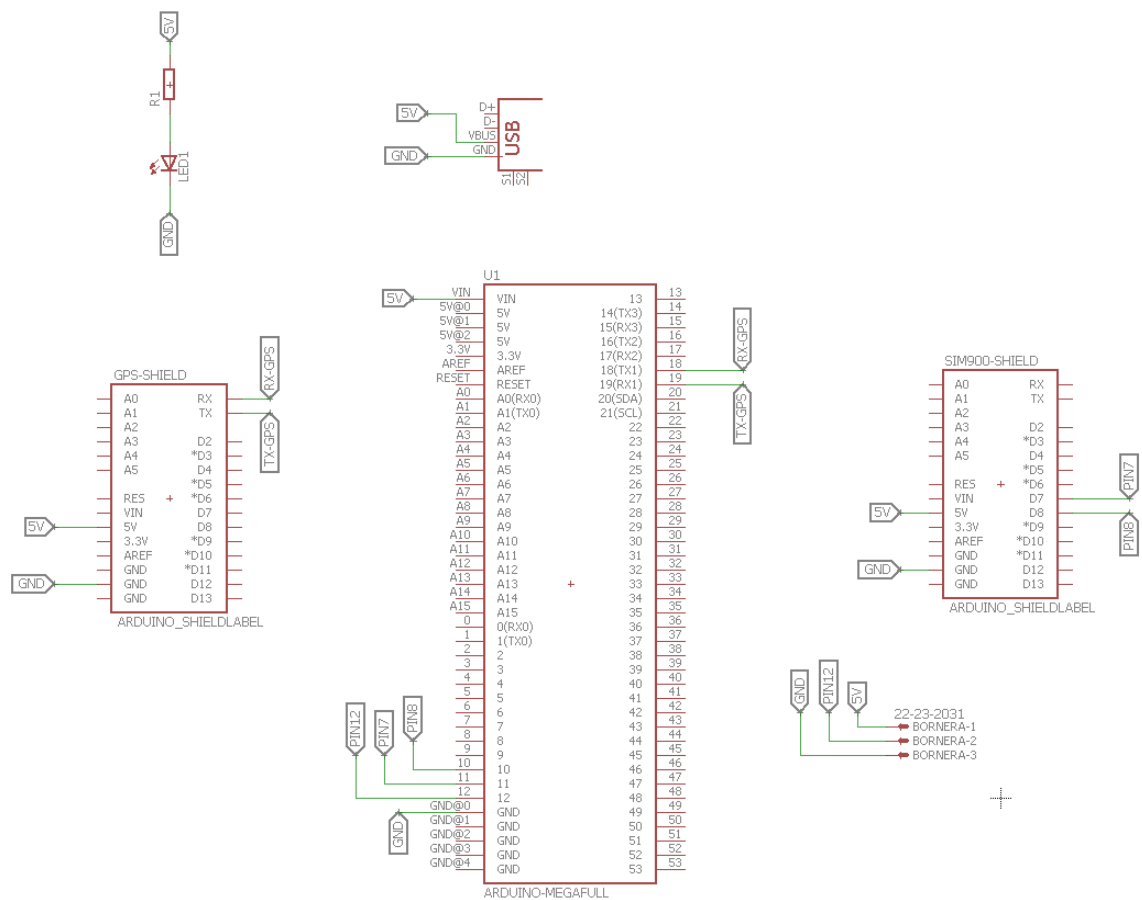 5V
R1
LED1
GND
5V
GND
D+
D-
VBUS
GND
USB
S1
S2
GPS-SHIELD
A0
A1
A2
A3
A4
A5
RES
VIN
5V
3.3V
AREF
GND
GND
GND
RX
TX
D2
*D3
D4
*D5
*D6
D7
D8
*D9
*D10
*D11
D12
D13
ARDUINO_SHIELDLABEL
RX-GPS
TX-GPS
5V
GND
U1
5V
VIN
5V@0
5V@1
5V@2
3.3V
AREF
RESET
A0
A1
A2
A3
A4
A5
A6
A7
A8
A9
A10
A11
A12
A13
A14
A15
0
1
2
3
4
5
6
7
8
9
10
11
12
GND@0
GND@1
GND@2
GND@3
GND@4
VIN
5V
5V
5V
3.3V
AREF
RESET
A0(RX0)
A1(TX0)
A2
A3
A4
A5
A6
A7
A8
A9
A10
A11
A12
A13
A14
A15
0(RX0)
1(TX0)
2
3
4
5
6
7
8
9
10
11
12
GND
GND
GND
GND
GND
13
14(TX3)
15(RX3)
16(TX2)
17(RX2)
18(TX1)
19(RX1)
20(SDA)
21(SCL)
22
23
24
25
26
27
28
29
30
31
32
33
34
35
36
37
38
39
40
41
42
43
44
45
46
47
48
49
50
51
52
53
13
14
15
16
17
18
19
20
21
22
23
24
25
26
27
28
29
30
31
32
33
34
35
36
37
38
39
40
41
42
43
44
45
46
47
48
49
50
51
52
53
ARDUINO-MEGAFULL
PIN12
PIN7
PIN8
GND
RX-GPS
TX-GPS
SIM900-SHIELD
A0
A1
A2
A3
A4
A5
RES
VIN
5V
3.3V
AREF
GND
GND
GND
RX
TX
D2
*D3
D4
*D5
*D6
D7
D8
*D9
*D10
*D11
D12
D13
ARDUINO_SHIELDLABEL
5V
GND
PIN7
PIN8
GND
PIN12
5V
22-23-2031
BORNERA-1
BORNERA-2
BORNERA-3